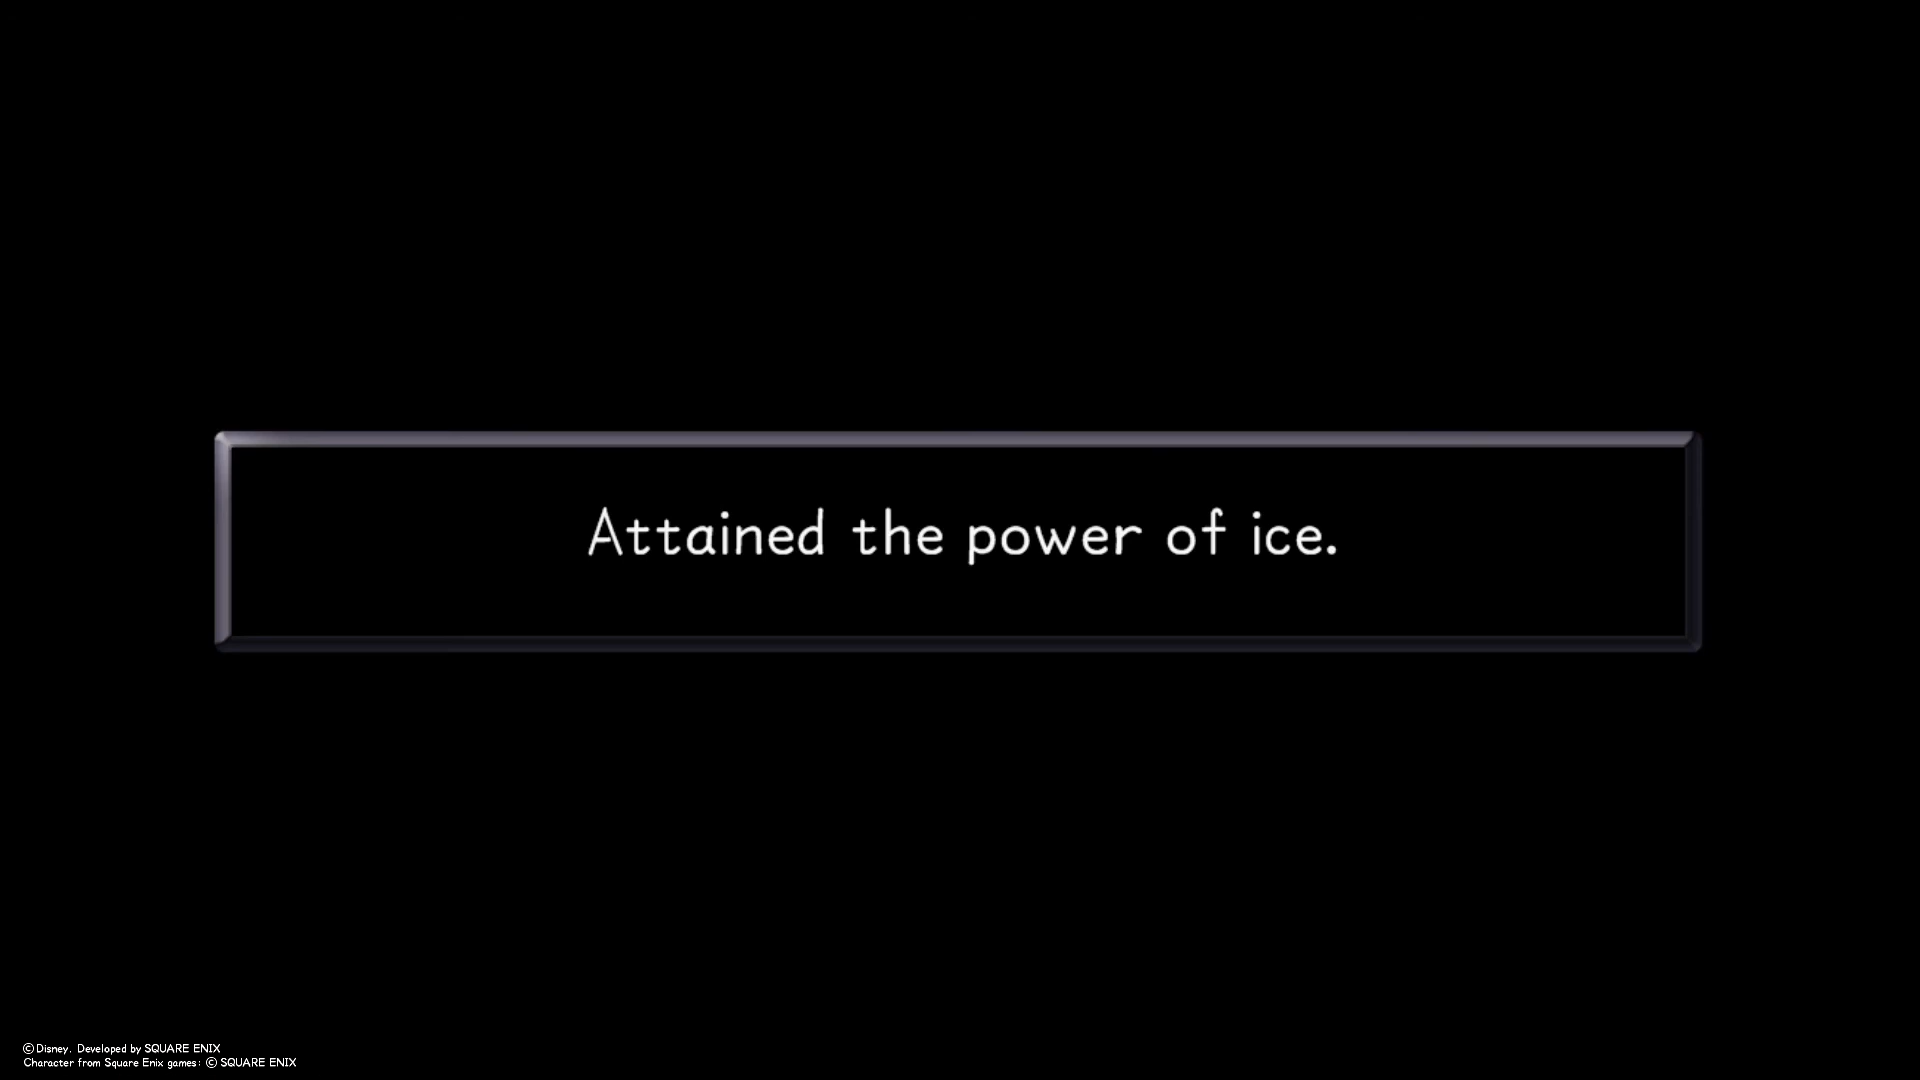 Attained the power of ice.
©Disney. Developed by SQUARE ENIX
Character from Square Enix games: © SQUARE ENIX